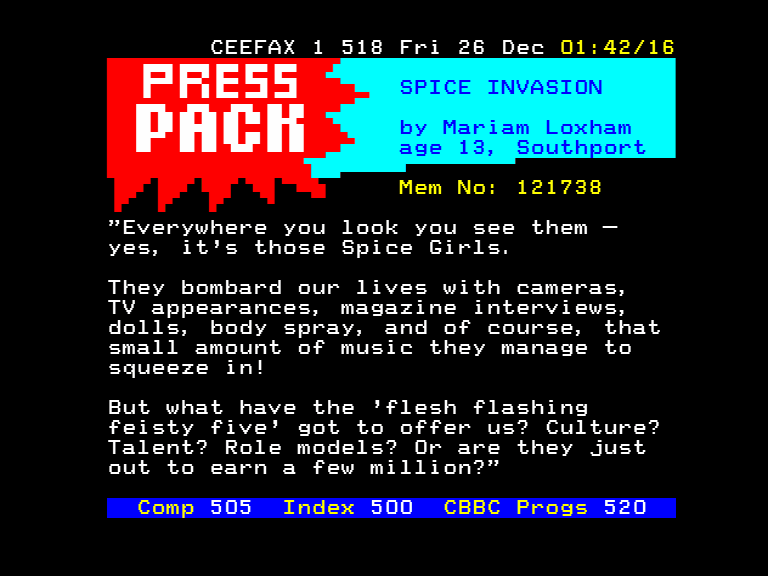 CEEFAX 1 518 Fri 26 Dec 01:42/16
PRESS
PACK
SPICE INVASION
by Mariam Loxham
age 13, Southport
Mem No: 121738
"Everywhere you look you see them –
yes, it's those Spice Girls.
They bombard our lives with cameras,
TV appearances, magazine interviews,
dolls, body spray, and of course, that
small amount of music they manage to
squeeze in!
But what have the 'flesh flashing
feisty five' got to offer us? Culture?
Talent? Role models? Or are they just
out to earn a few million?"
Comp 505 Index 500 CBBC Progs 520